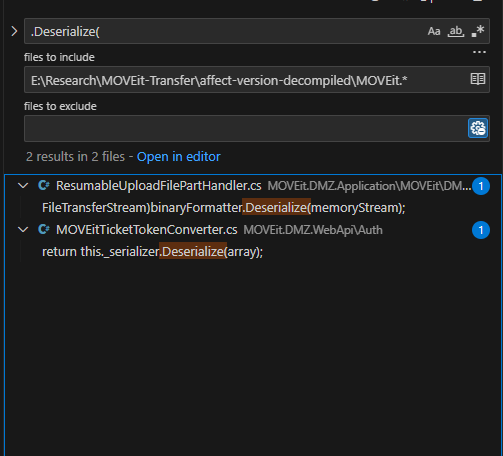 .Deserialize(
Aa ab .*
files to include
E:\Research\MOVEit-Transfer\affect-version-decompiled\MOVEit.*
files to exclude
2 results in 2 files - Open in editor
C# ResumableUploadFilePartHandler.cs MOVEit.DMZ.Application\MOVEit\DM... 1
FileTransferStream)binaryFormatter.Deserialize(memoryStream);
C# MOVEitTicketTokenConverter.cs MOVEit.DMZ.WebApi\Auth 1
return this._serializer.Deserialize(array);